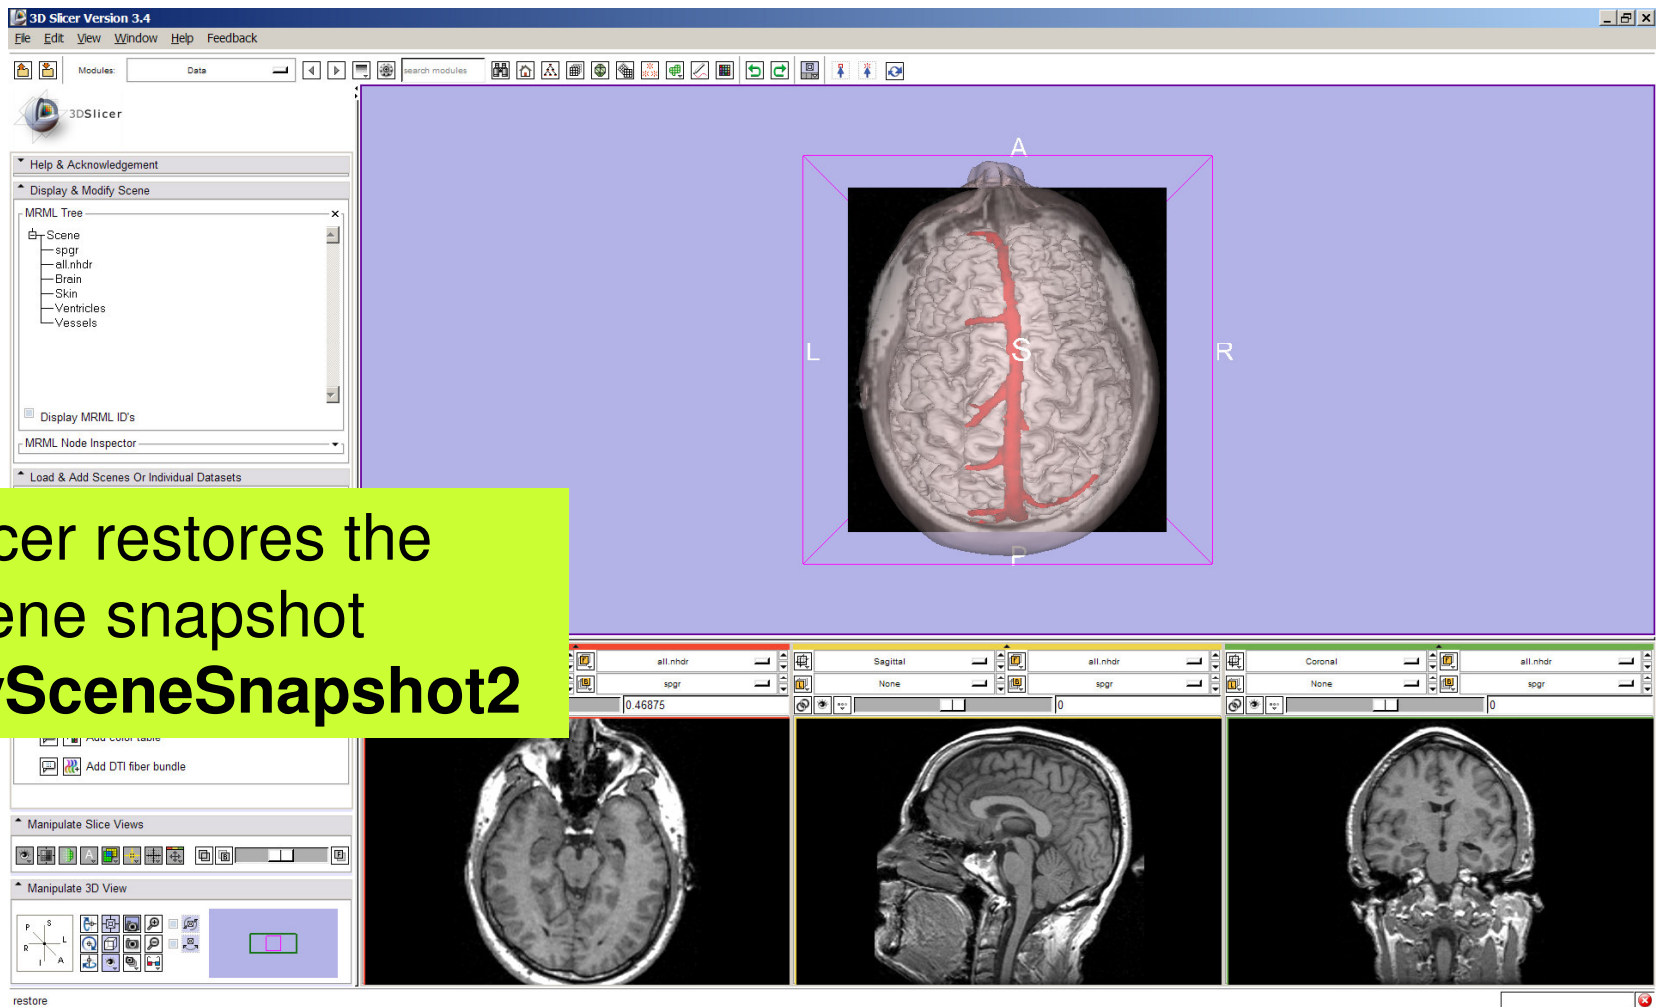 3D Slicer Version 3.4
File Edit View Window Help Feedback
Modules: Data search modules
3DSlicer
Help & Acknowledgement
Display & Modify Scene
MRML Tree
Scene
spgr
all.nhdr
Brain
Skin
Ventricles
Vessels
Display MRML ID's
MRML Node Inspector
Load & Add Scenes Or Individual Datasets
A
L S R
P
cer restores the
ene snapshot
ySceneSnapshot2
all.nhdr Sagittal all.nhdr Coronal all.nhdr
spgr None spgr None spgr
0.46875 0 0
Add color table
Add DTI fiber bundle
Manipulate Slice Views
Manipulate 3D View
P S
R L
I A
restore